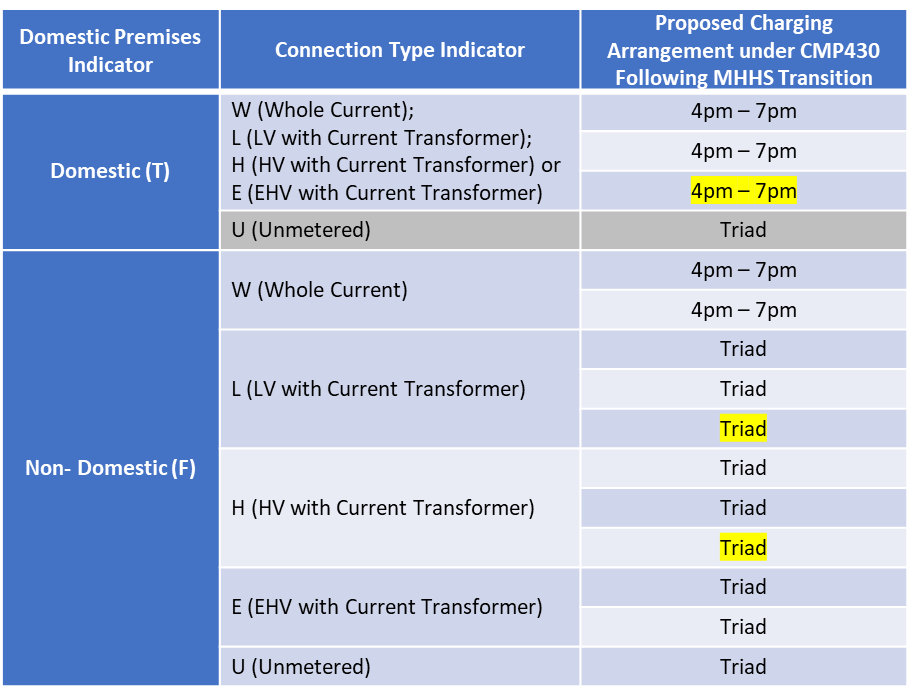 Domestic Premises
Indicator
Connection Type Indicator
Proposed Charging
Arrangement under CMP430
Following MHHS Transition
Domestic (T)
W (Whole Current);
L (LV with Current Transformer);
H (HV with Current Transformer) or
E (EHV with Current Transformer)
4pm – 7pm
4pm – 7pm
4pm – 7pm
U (Unmetered)
Triad
Non- Domestic (F)
W (Whole Current)
4pm – 7pm
4pm – 7pm
L (LV with Current Transformer)
Triad
Triad
Triad
H (HV with Current Transformer)
Triad
Triad
Triad
E (EHV with Current Transformer)
Triad
Triad
U (Unmetered)
Triad